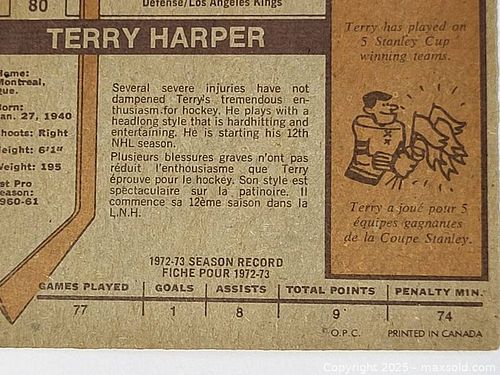 80
Defense/Los Angeles Kings
TERRY HARPER
Home:
Montreal,
Que.
Born:
Jan. 27, 1940
Shoots: Right
Height: 6'1"
Weight: 195
1st Pro
Season:
1960-61
Several severe injuries have not
dampened Terry's tremendous en-
thusiasm for hockey. He plays with a
headlong style that is hardhitting and
entertaining. He is starting his 12th
NHL season.
Plusieurs blessures graves n'ont pas
réduit l'enthousiasme que Terry
éprouve pour le hockey. Son style est
spectaculaire sur la patinoire. Il
commence sa 12ème saison dans la
L.N.H.
Terry has played on
5 Stanley Cup
winning teams.
Terry a joué pour 5
équipes gagnantes
de la Coupe Stanley.
1972-73 SEASON RECORD
FICHE POUR 1972-73
GAMES PLAYED GOALS ASSISTS TOTAL POINTS PENALTY MIN.
77 1 8 9 74
© O.P.C. PRINTED IN CANADA
Copyright 2025 - maxsold.com